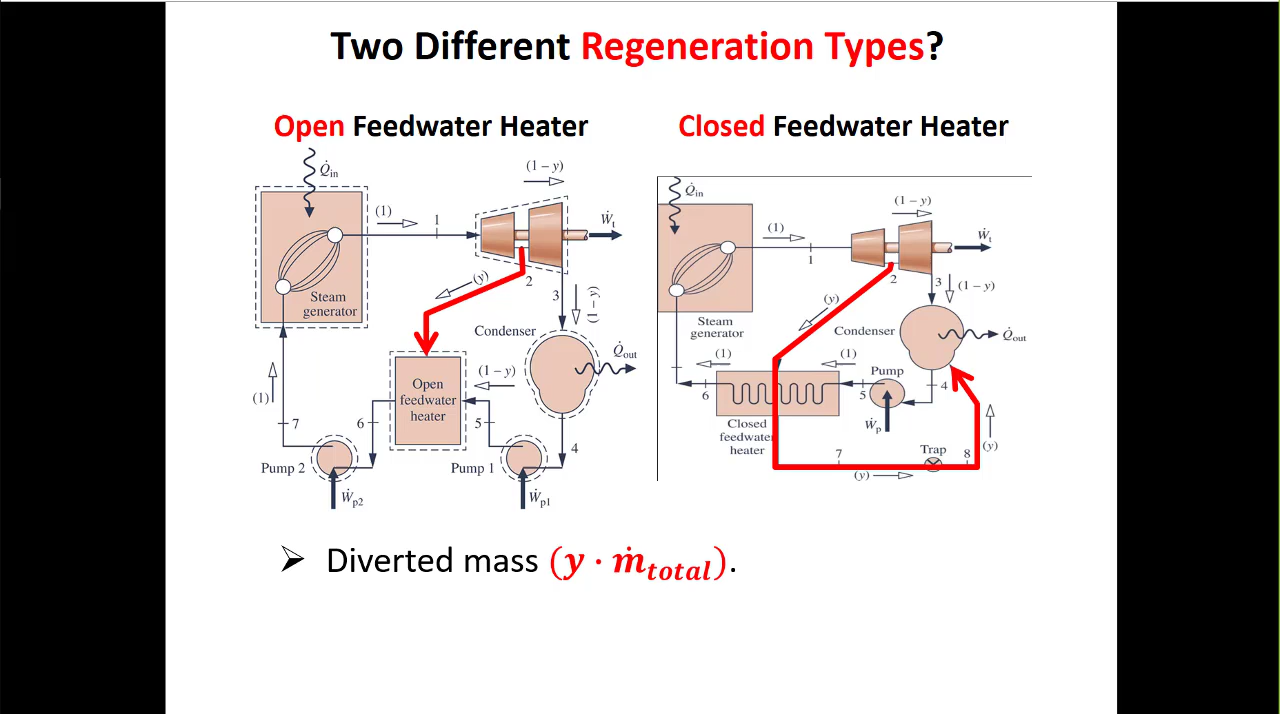 Two Different Regeneration Types?
Open Feedwater Heater
Closed Feedwater Heater
Q̇in
(1 – y)
(1)
1
Ẇt
Steam
generator
(y)
2
3
(1 – y)
Condenser
Q̇out
Open
feedwater
heater
(1 – y)
(1)
7
6
5
4
Pump 2
Pump 1
Ẇp2
Ẇp1
Q̇in
(1 – y)
(1)
1
Ẇt
2
3
(1 – y)
(y)
Steam
generator
Condenser
Q̇out
(1)
(1)
Pump
6
5
4
Ẇp
Closed
feedwater
heater
7
Trap
8
(y)
(y)
➢ Diverted mass (y · ṁtotal).